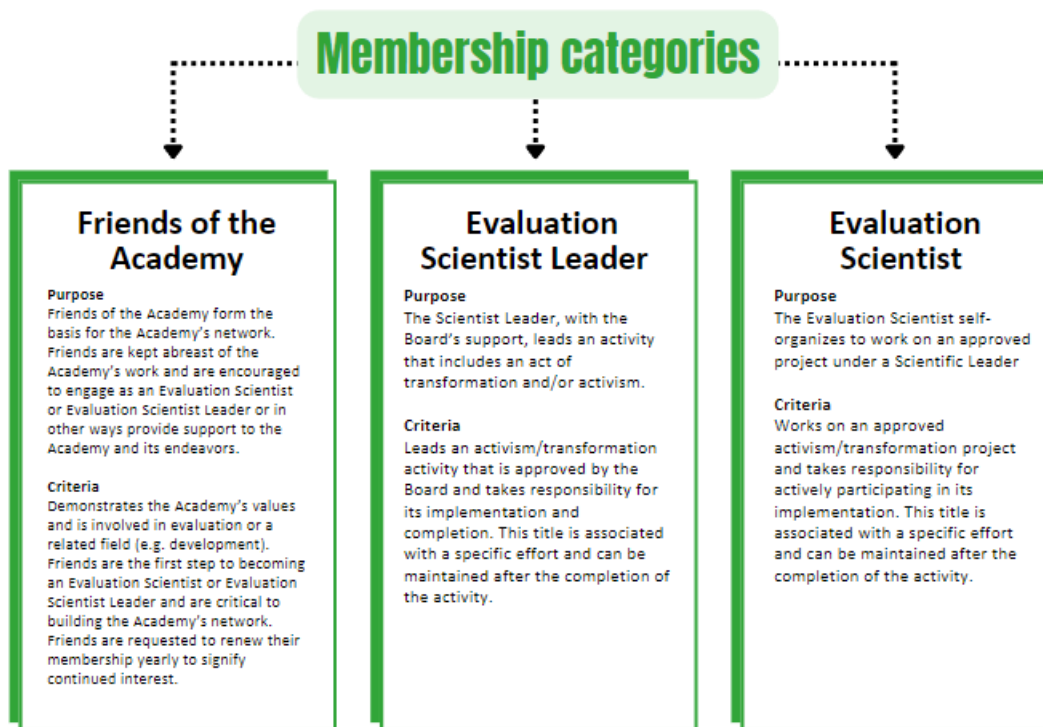 Membership categories
Friends of the
Academy
Purpose
Friends of the Academy form the
basis for the Academy's network.
Friends are kept abreast of the
Academy's work and are encouraged
to engage as an Evaluation Scientist
or Evaluation Scientist Leader or in
other ways provide support to the
Academy and its endeavors.
Criteria
Demonstrates the Academy's values
and is involved in evaluation or a
related field (e.g. development).
Friends are the first step to becoming
an Evaluation Scientist or Evaluation
Scientist Leader and are critical to
building the Academy's network.
Friends are requested to renew their
membership yearly to signify
continued interest.
Evaluation
Scientist Leader
Purpose
The Scientist Leader, with the
Board's support, leads an activity
that includes an act of
transformation and/or activism.
Criteria
Leads an activism/transformation
activity that is approved by the
Board and takes responsibility for
its implementation and
completion. This title is associated
with a specific effort and can be
maintained after the completion of
the activity.
Evaluation
Scientist
Purpose
The Evaluation Scientist self-
organizes to work on an approved
project under a Scientific Leader
Criteria
Works on an approved
activism/transformation project
and takes responsibility for
actively participating in its
implementation. This title is
associated with a specific effort
and can be maintained after the
completion of the activity.